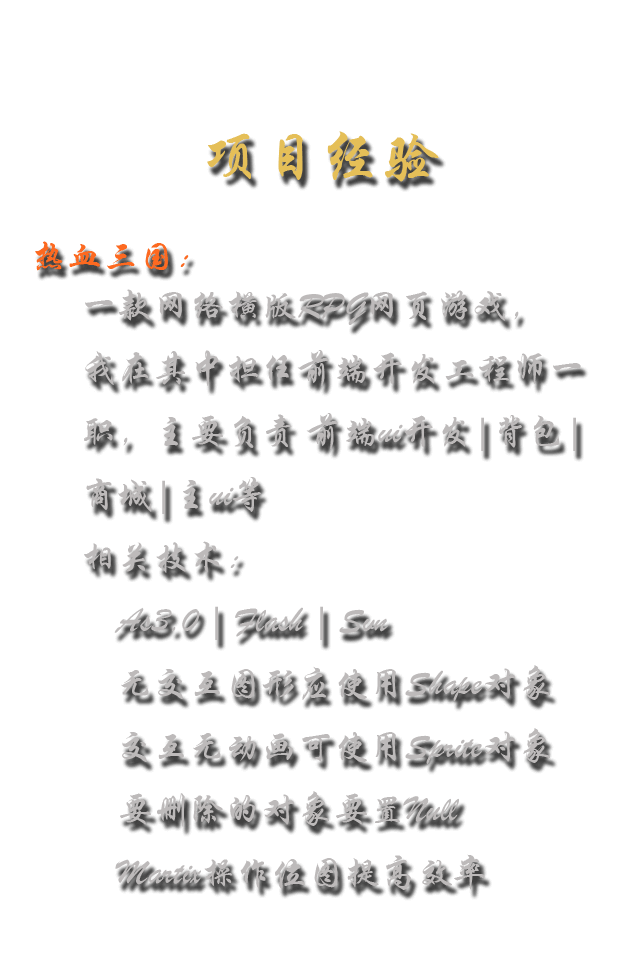 项目经验
热血三国：
一款网络横版RPG网页游戏，
我在其中担任前端开发工程师一
职，主要负责 前端ui开发|背包|
商城|主ui等
相关技术：
As3.0 | Flash | Svn
无交互图形应使用Shape对象
交互无动画可使用Sprite对象
要删除的对象要置Null
Martix操作位图提高效率